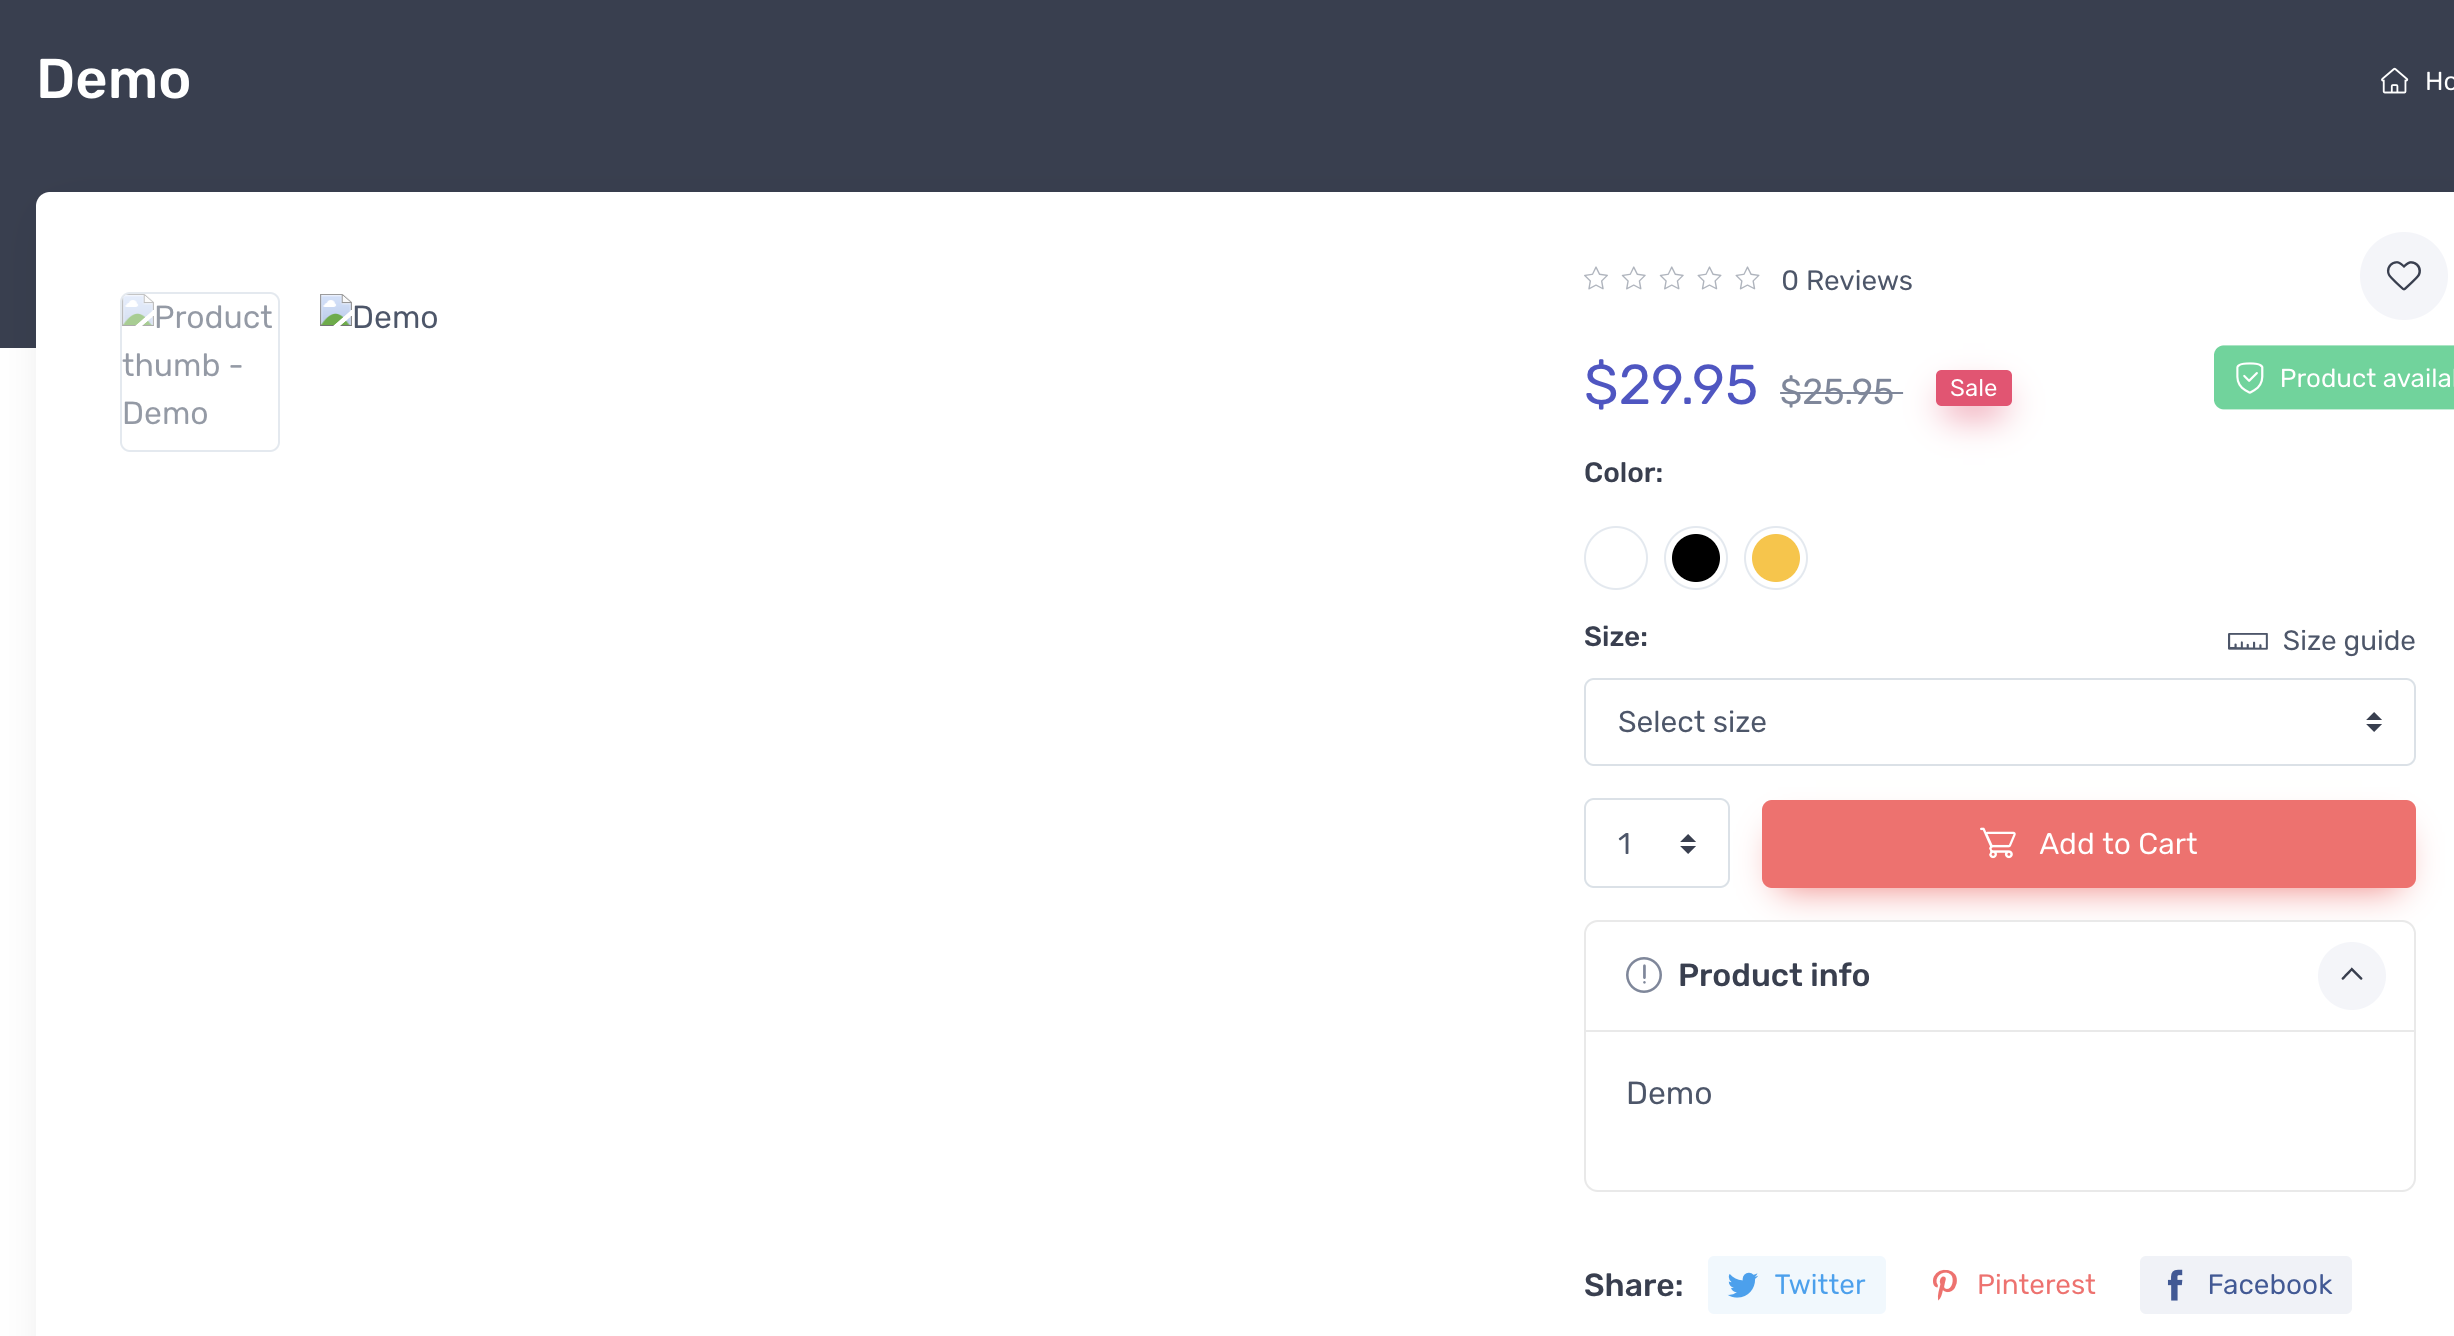 Demo
Ho
Product
thumb -
Demo
Demo
0 Reviews
$29.95 $25.95 Sale
Product availa
Color:
Size:
Size guide
Select size
1
Add to Cart
Product info
Demo
Share: Twitter Pinterest Facebook